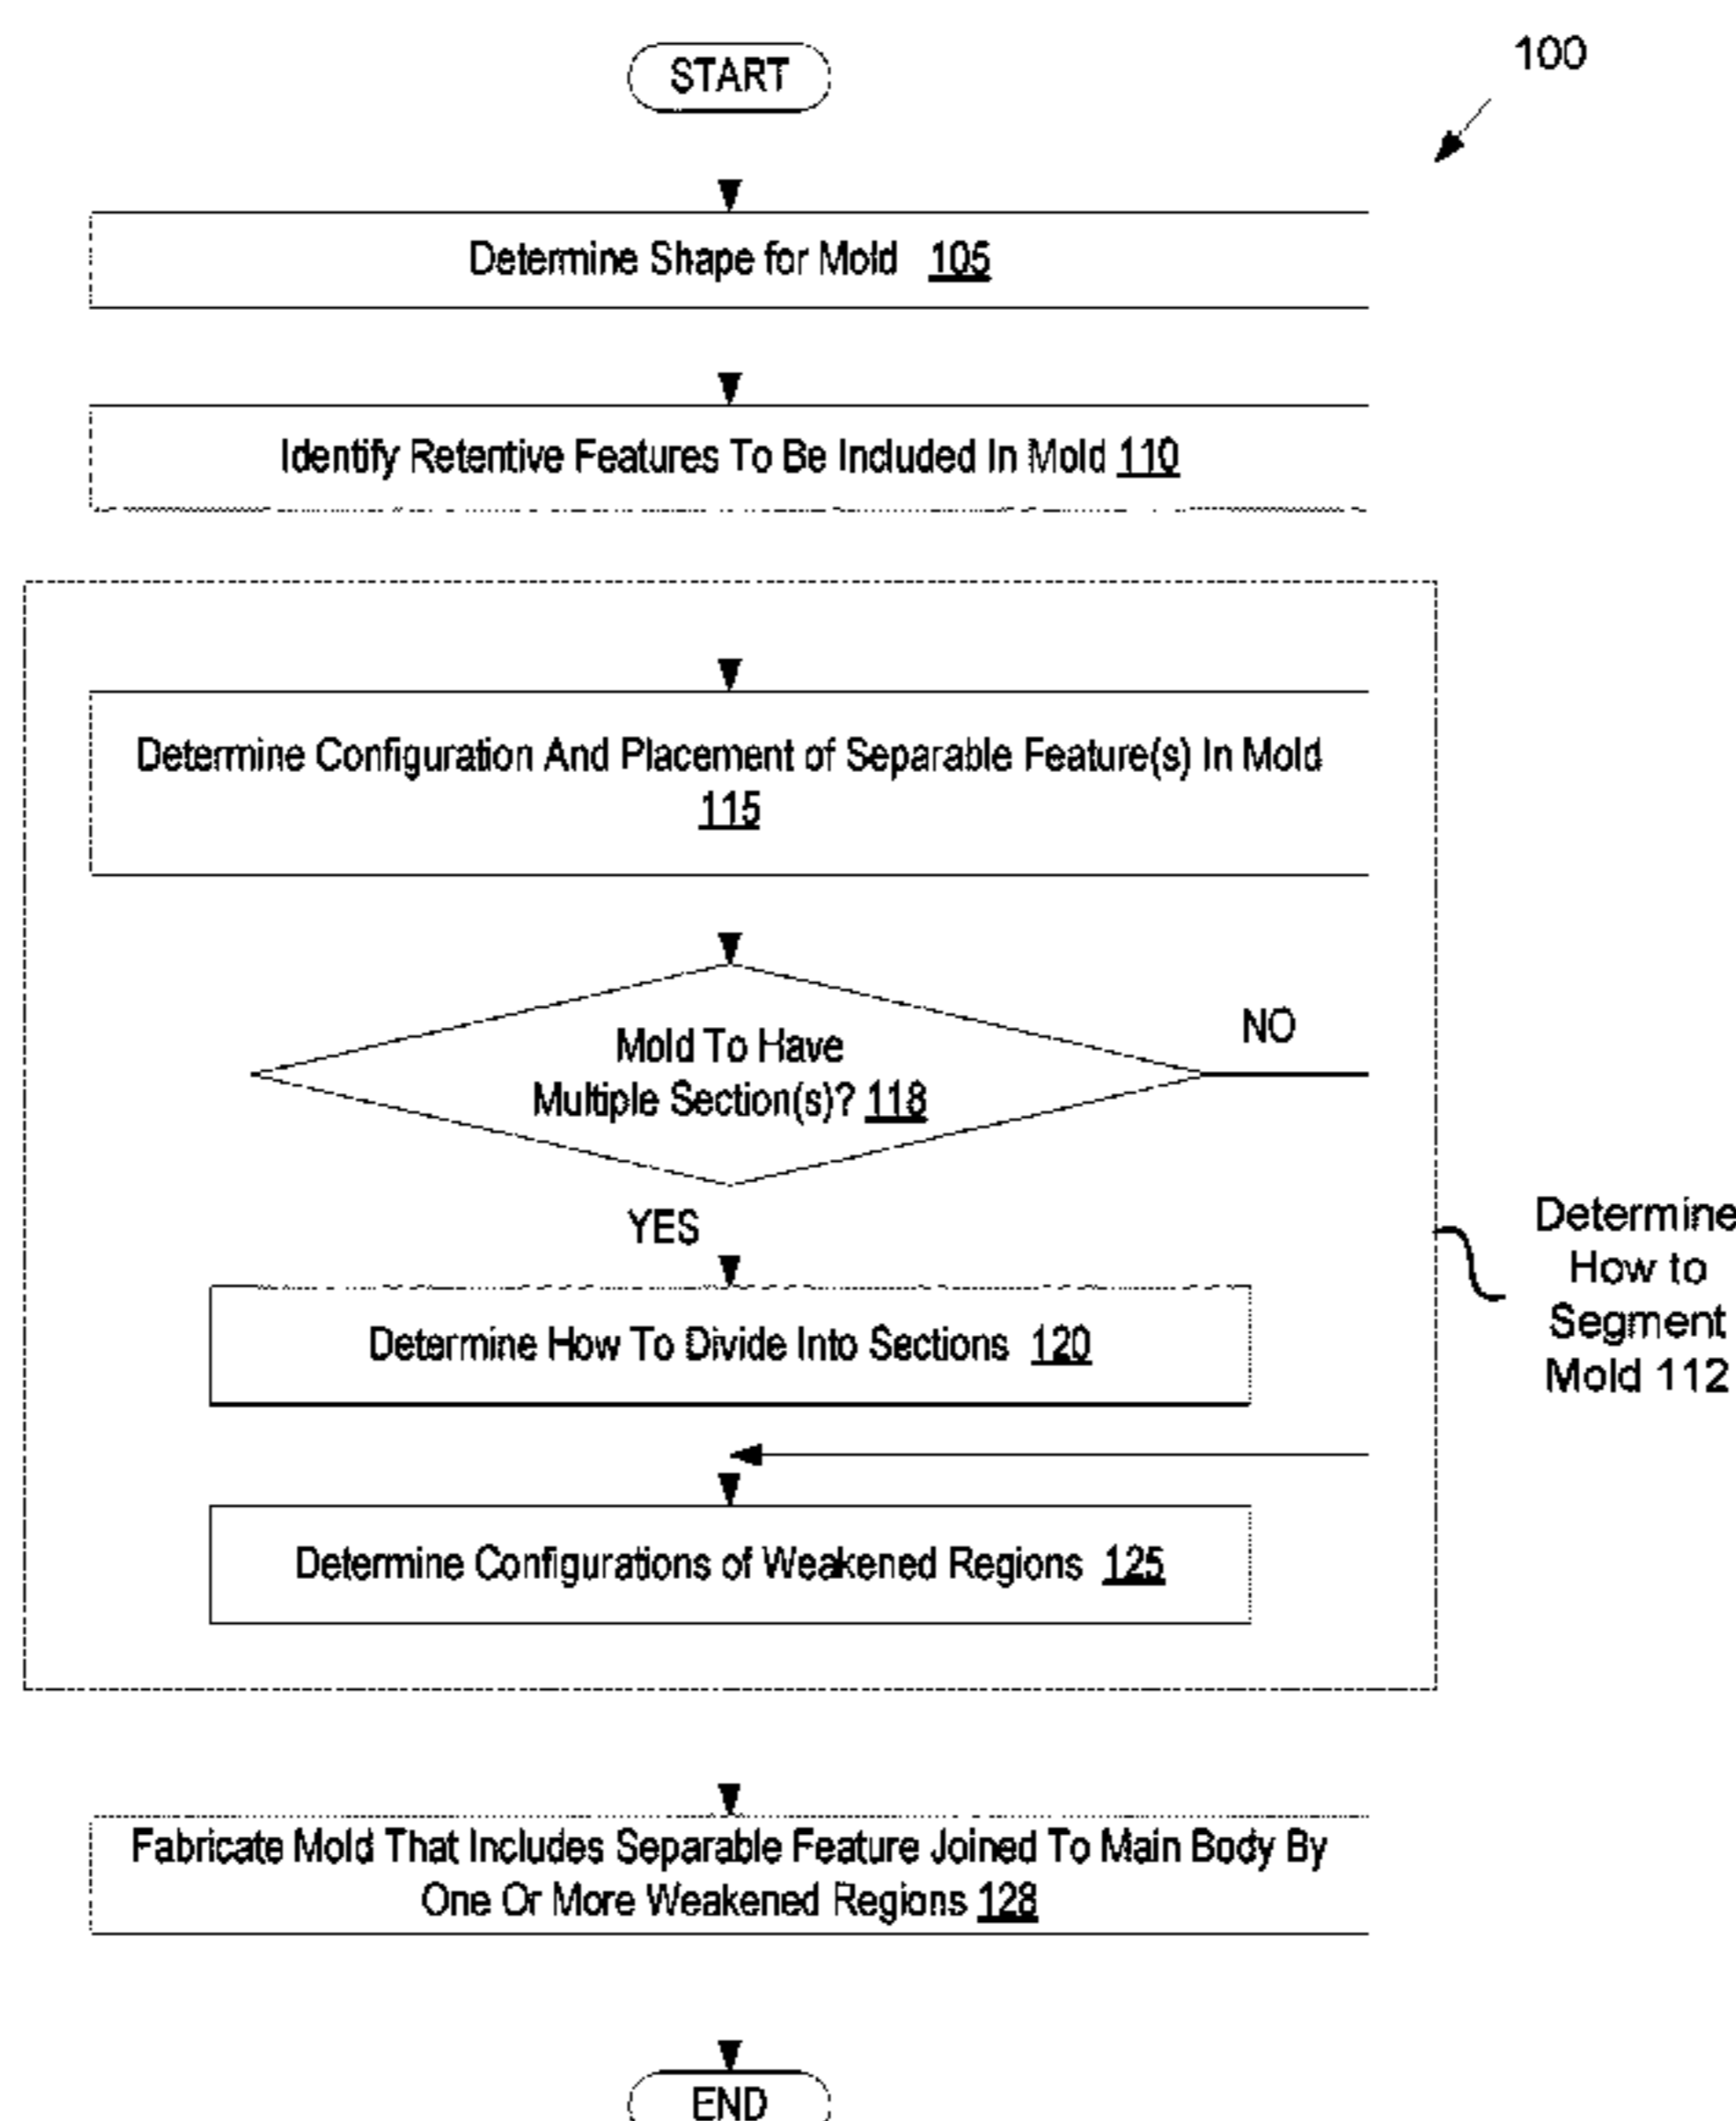 START
100
Determine Shape for Mold 105
Identify Retentive Features To Be Included In Mold 110
Determine Configuration And Placement of Separable Feature(s) In Mold
115
Mold To Have
Multiple Section(s)? 118
NO
YES
Determine How To Divide Into Sections 120
Determine
How to
Segment
Mold 112
Determine Configurations of Weakened Regions 125
Fabricate Mold That Includes Separable Feature Joined To Main Body By
One Or More Weakened Regions 128
END